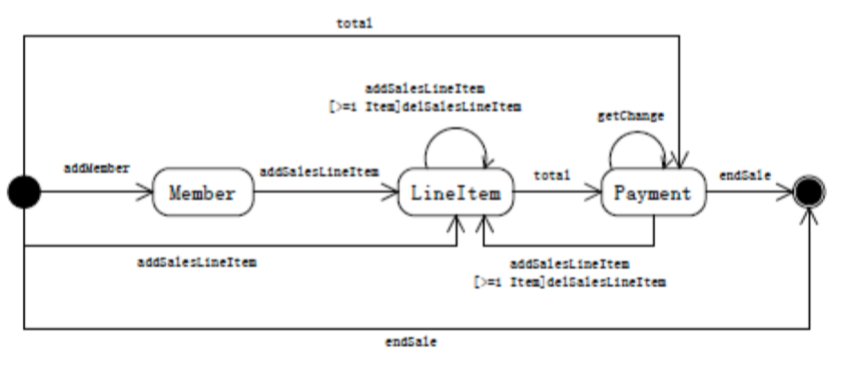 total
addSalesLineItem
[>=1 Item]delSalesLineItem
getChange
addMember
addSalesLineItem
total
endSale
Member
LineItem
Payment
addSalesLineItem
addSalesLineItem
[>=1 Item]delSalesLineItem
endSale